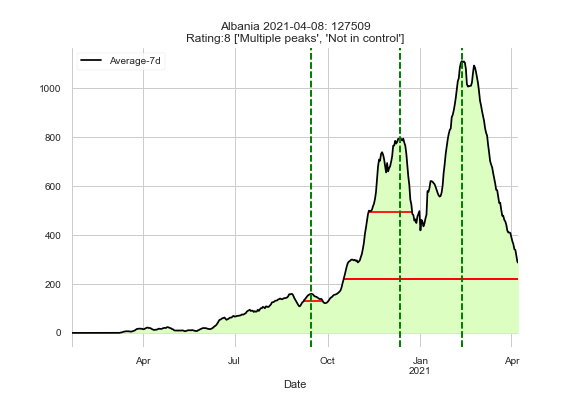 Albania 2021-04-08: 127509
Rating:8 ['Multiple peaks', 'Not in control']
Average-7d
1000
800
600
400
200
0
Apr
Jul
Oct
Jan
2021
Apr
Date